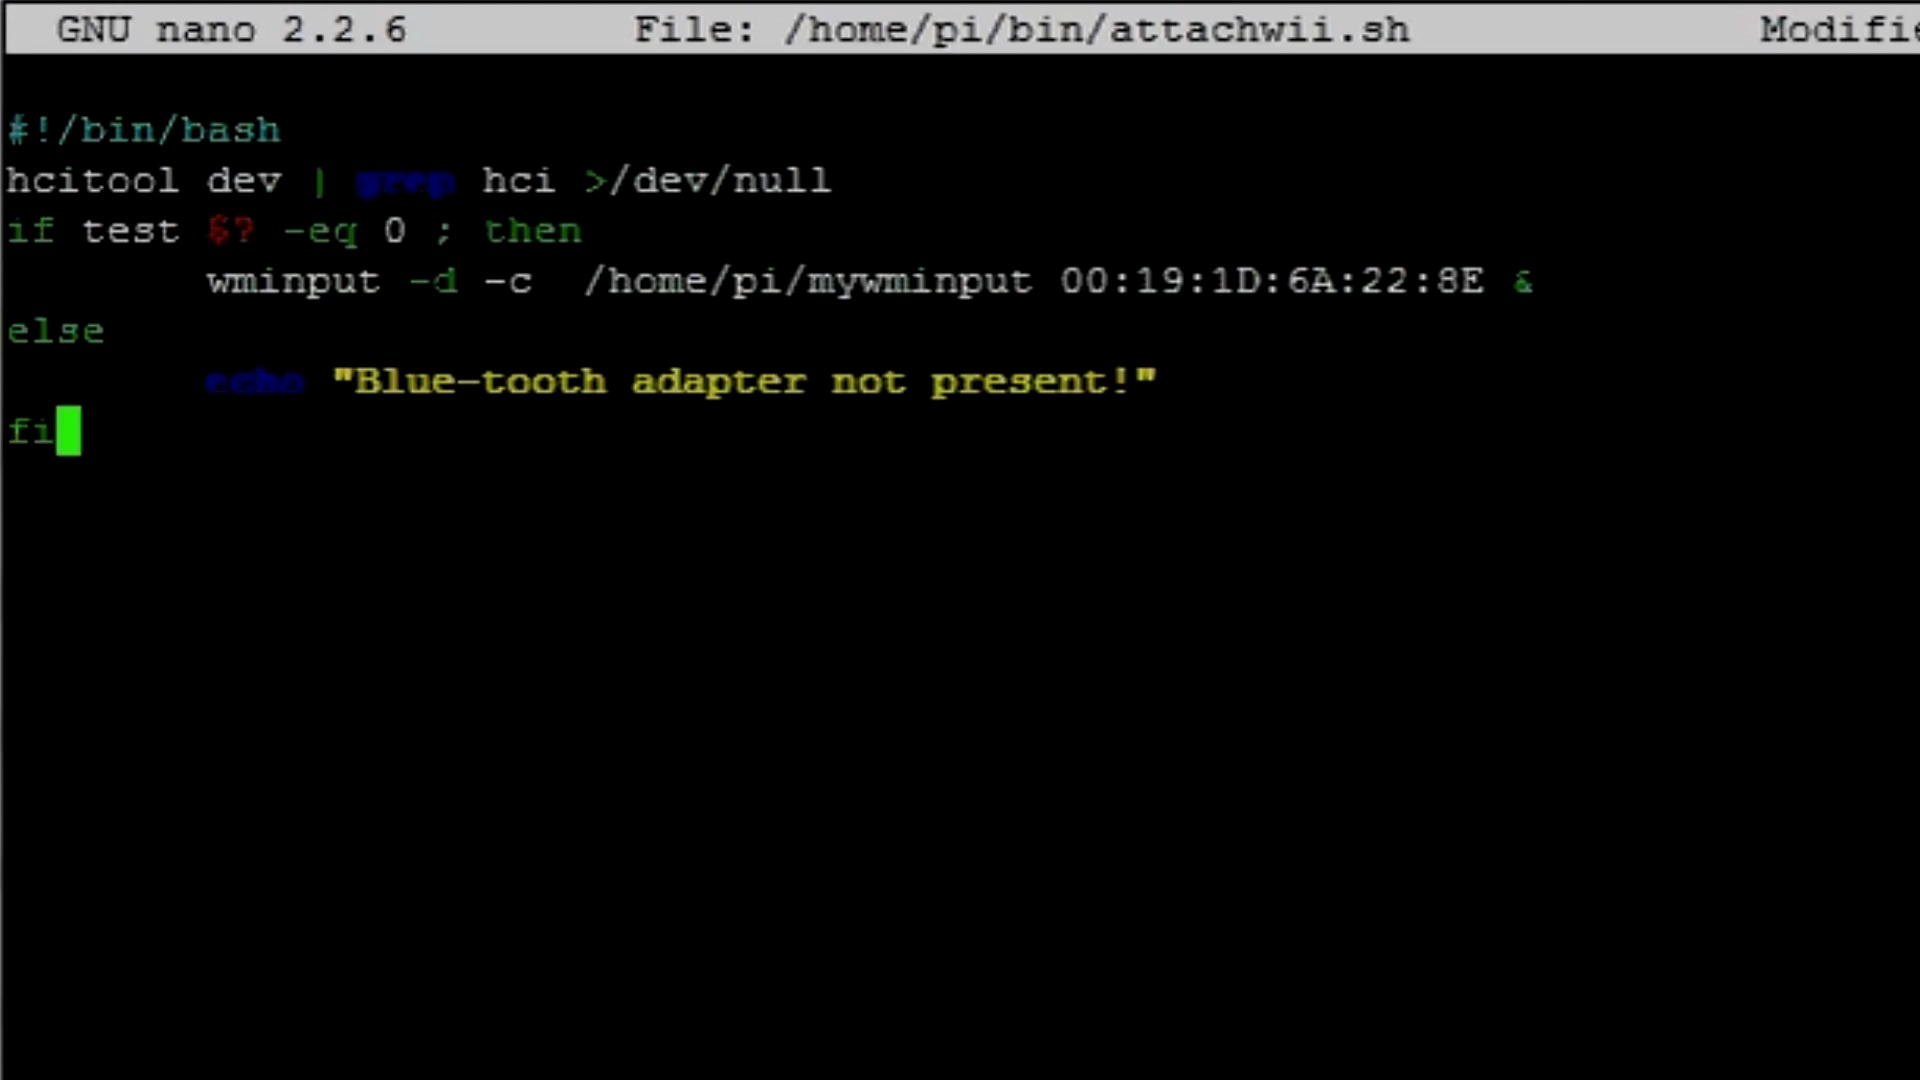 GNU nano 2.2.6 File: /home/pi/bin/attachwii.sh Modifie
#!/bin/bash
hcitool dev | grep hci >/dev/null
if test $? -eq 0 ; then
wminput -d -c /home/pi/mywminput 00:19:1D:6A:22:8E &
else
echo "Blue-tooth adapter not present!"
fi